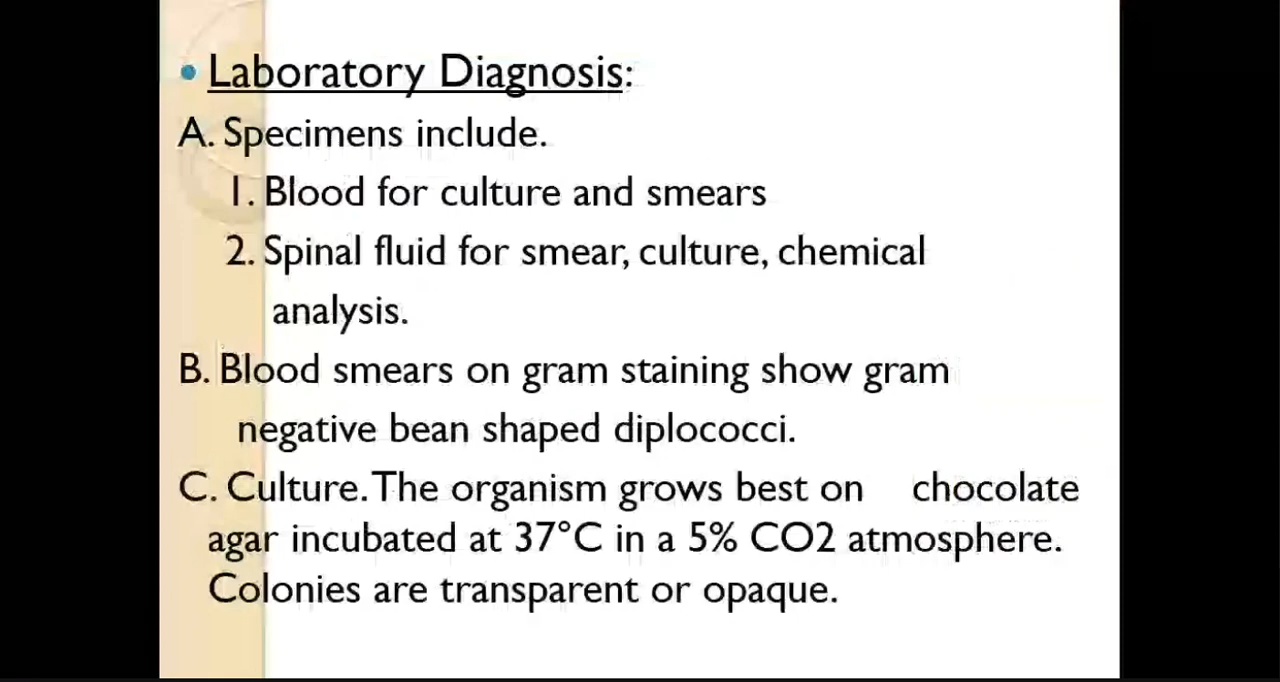 • Laboratory Diagnosis:
A. Specimens include.
1. Blood for culture and smears
2. Spinal fluid for smear, culture, chemical
analysis.
B. Blood smears on gram staining show gram
negative bean shaped diplococci.
C. Culture. The organism grows best on chocolate
agar incubated at 37°C in a 5% CO2 atmosphere.
Colonies are transparent or opaque.